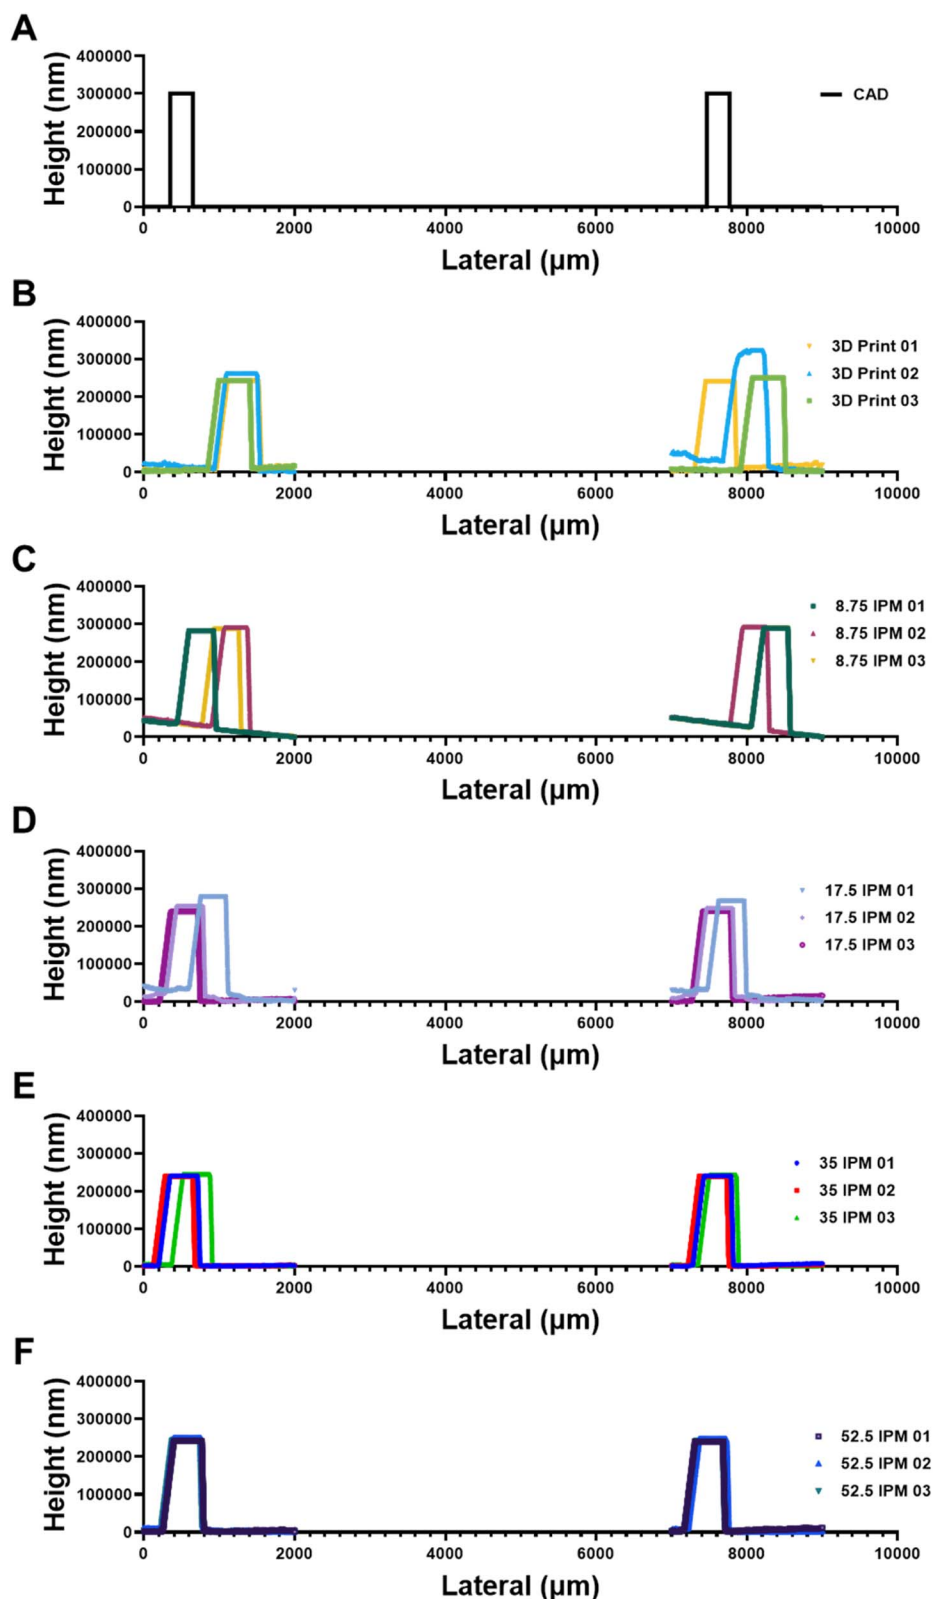 A
Height (nm)
400000
300000
200000
100000
0
CAD
0 2000 4000 6000 8000 10000
Lateral (µm)
B
Height (nm)
400000
300000
200000
100000
0
3D Print 01
3D Print 02
3D Print 03
0 2000 4000 6000 8000 10000
Lateral (µm)
C
Height (nm)
400000
300000
200000
100000
0
8.75 IPM 01
8.75 IPM 02
8.75 IPM 03
0 2000 4000 6000 8000 10000
Lateral (µm)
D
Height (nm)
400000
300000
200000
100000
0
17.5 IPM 01
17.5 IPM 02
17.5 IPM 03
0 2000 4000 6000 8000 10000
Lateral (µm)
E
Height (nm)
400000
300000
200000
100000
0
35 IPM 01
35 IPM 02
35 IPM 03
0 2000 4000 6000 8000 10000
Lateral (µm)
F
Height (nm)
400000
300000
200000
100000
0
52.5 IPM 01
52.5 IPM 02
52.5 IPM 03
0 2000 4000 6000 8000 10000
Lateral (µm)